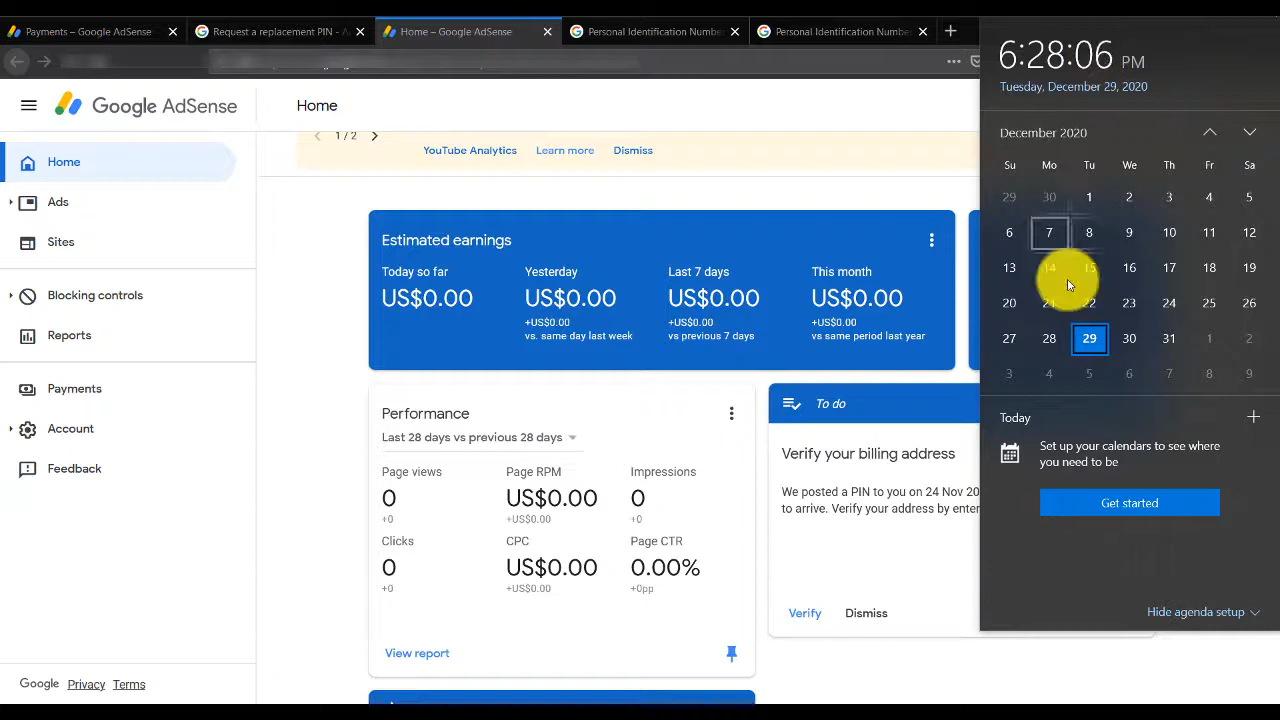 Payments – Google AdSense
Request a replacement PIN - A
Home – Google AdSense
Personal Identification Numbe
Personal Identification Numbe
Google AdSense
Home
1 / 2
YouTube Analytics Learn more Dismiss
Home
Ads
Sites
Blocking controls
Reports
Payments
Account
Feedback
Google Privacy Terms
Estimated earnings
Today so far Yesterday Last 7 days This month
US$0.00 US$0.00 US$0.00 US$0.00
+US$0.00 +US$0.00 +US$0.00
vs. same day last week vs previous 7 days vs same period last year
Performance
Last 28 days vs previous 28 days
Page views Page RPM Impressions
0 US$0.00 0
+0 +US$0.00 +0
Clicks CPC Page CTR
0 US$0.00 0.00%
+0 +US$0.00 +0pp
View report
To do
Verify your billing address
We posted a PIN to you on 24 Nov 20
to arrive. Verify your address by enter
Verify Dismiss
6:28:06 PM
Tuesday, December 29, 2020
December 2020
Su Mo Tu We Th Fr Sa
29 30 1 2 3 4 5
6 7 8 9 10 11 12
13 14 15 16 17 18 19
20 21 22 23 24 25 26
27 28 29 30 31 1 2
3 4 5 6 7 8 9
Today
Set up your calendars to see where
you need to be
Get started
Hide agenda setup